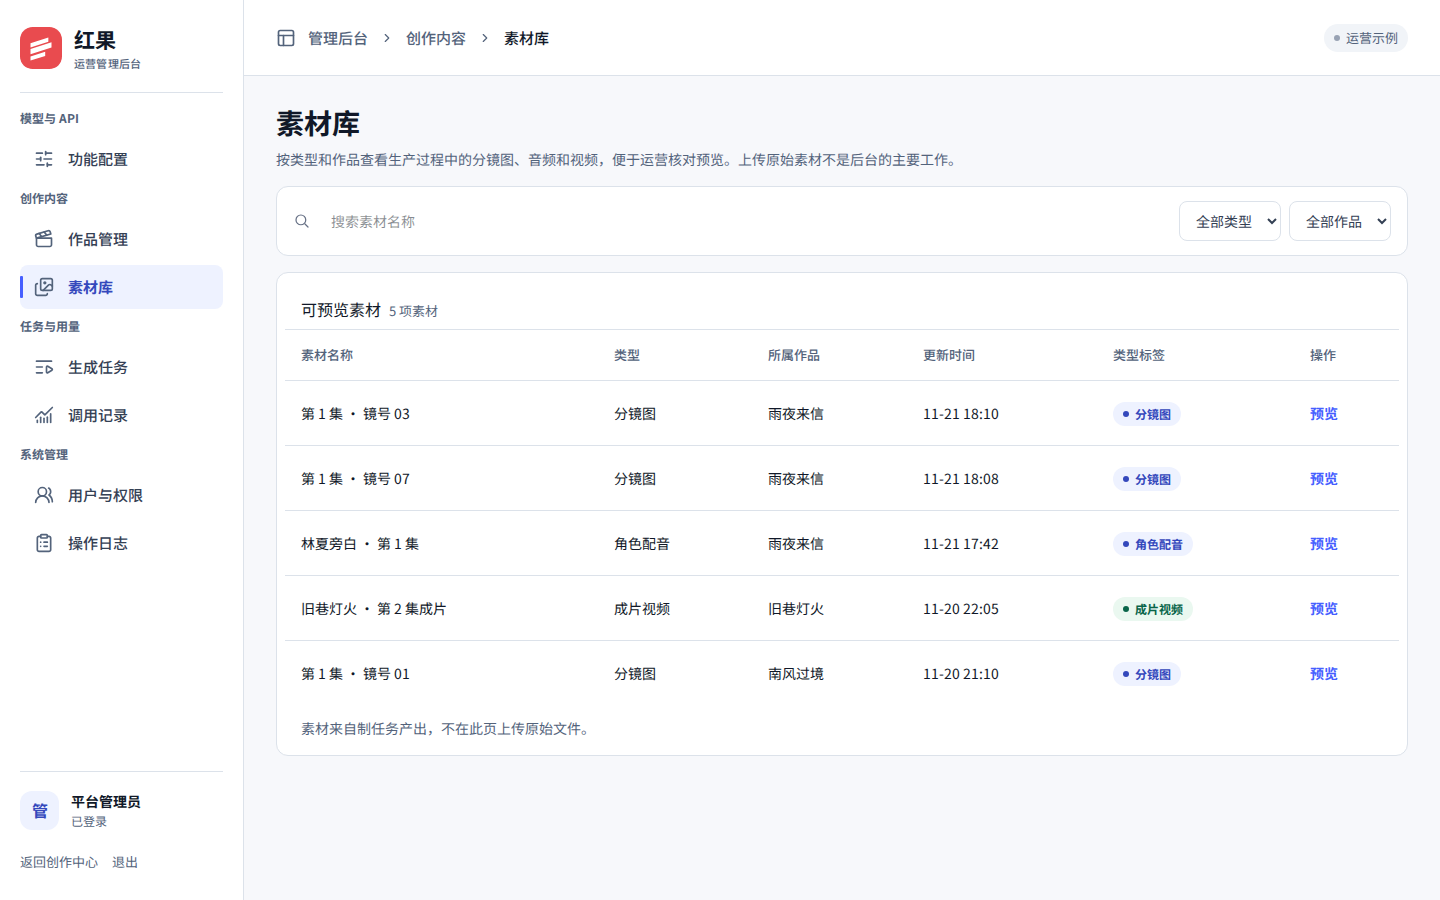 红果
运营管理后台
模型与 API
功能配置
创作内容
作品管理
素材库
任务与用量
生成任务
调用记录
系统管理
用户与权限
操作日志
管
平台管理员
已登录
返回创作中心 退出
管理后台 > 创作内容 > 素材库
运营示例
素材库
按类型和作品查看生产过程中的分镜图、音频和视频，便于运营核对预览。上传原始素材不是后台的主要工作。
搜索素材名称 全部类型 全部作品
可预览素材 5 项素材
素材名称 类型 所属作品 更新时间 类型标签 操作
第 1 集 · 镜号 03 分镜图 雨夜来信 11-21 18:10 分镜图 预览
第 1 集 · 镜号 07 分镜图 雨夜来信 11-21 18:08 分镜图 预览
林夏旁白 · 第 1 集 角色配音 雨夜来信 11-21 17:42 角色配音 预览
旧巷灯火 · 第 2 集成片 成片视频 旧巷灯火 11-20 22:05 成片视频 预览
第 1 集 · 镜号 01 分镜图 南风过境 11-20 21:10 分镜图 预览
素材来自制任务产出，不在此页上传原始文件。